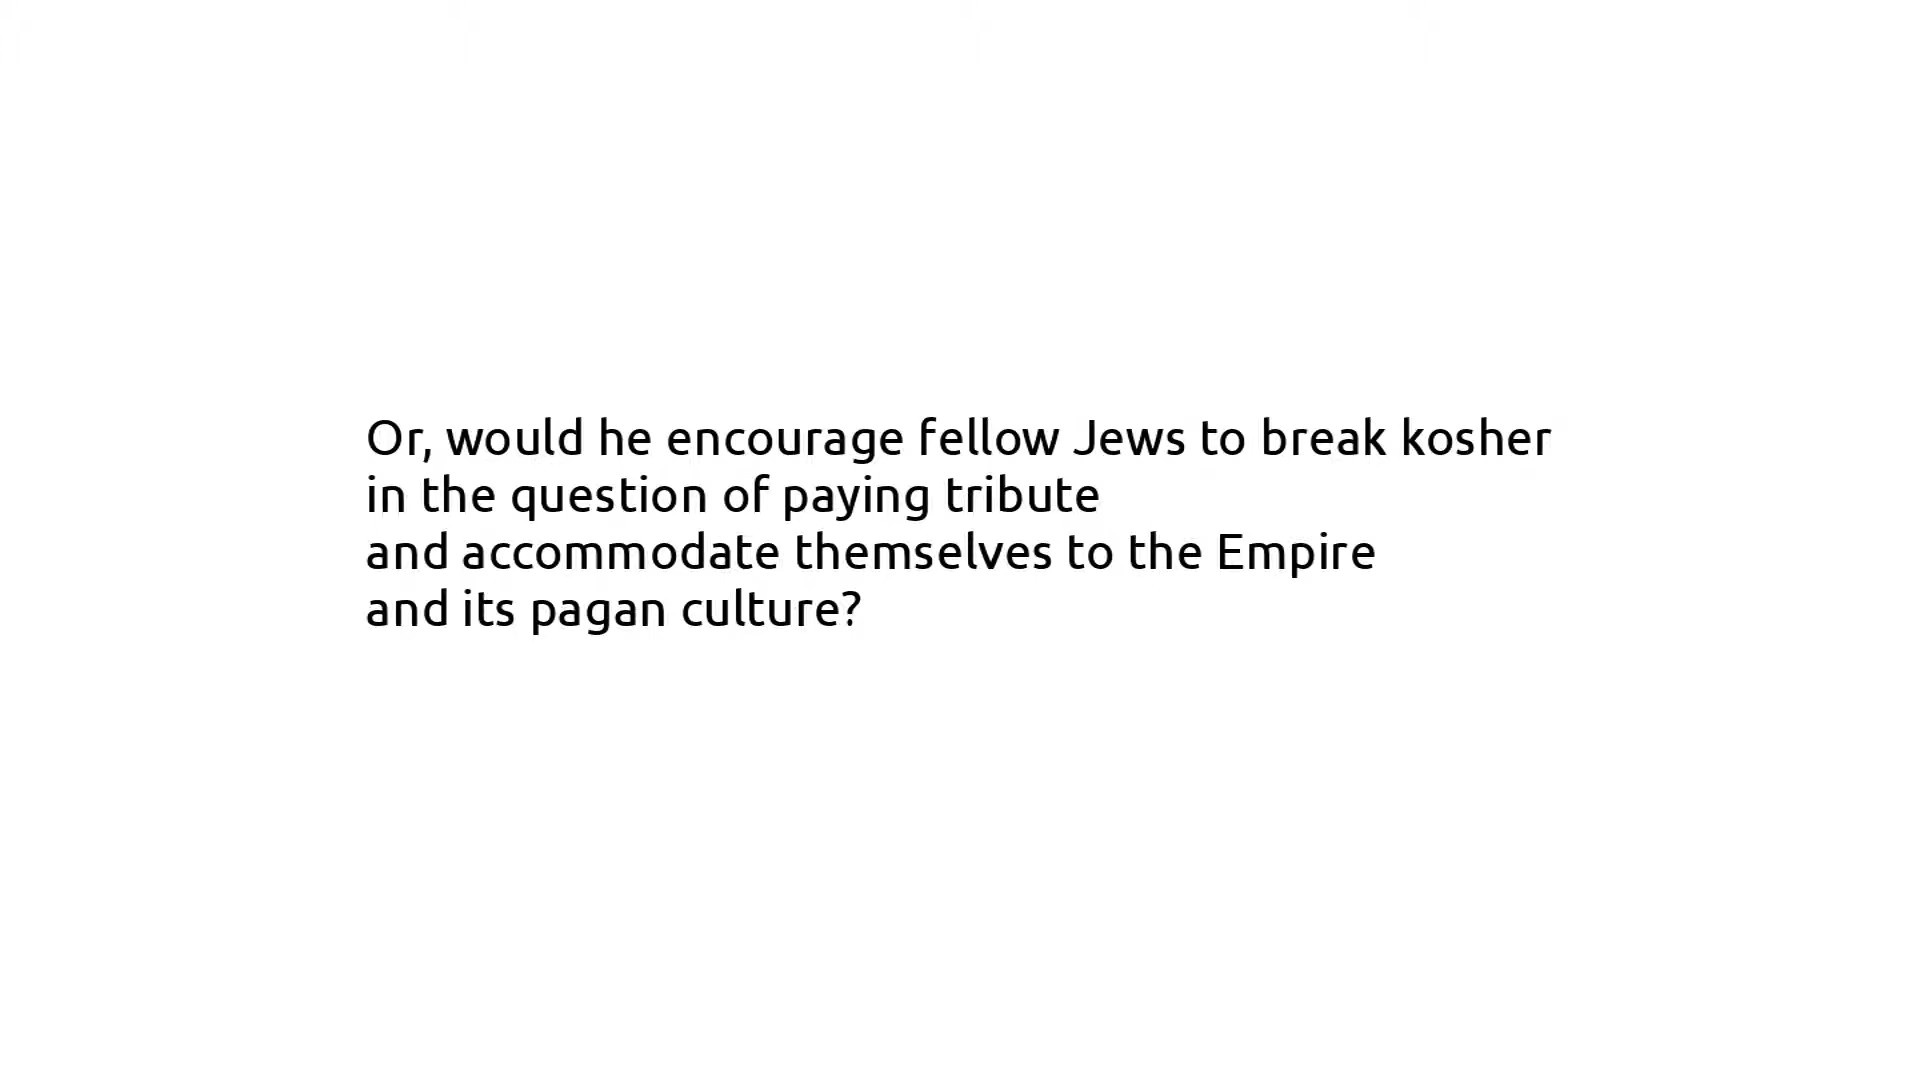 Or, would he encourage fellow Jews to break kosher
in the question of paying tribute
and accommodate themselves to the Empire
and its pagan culture?